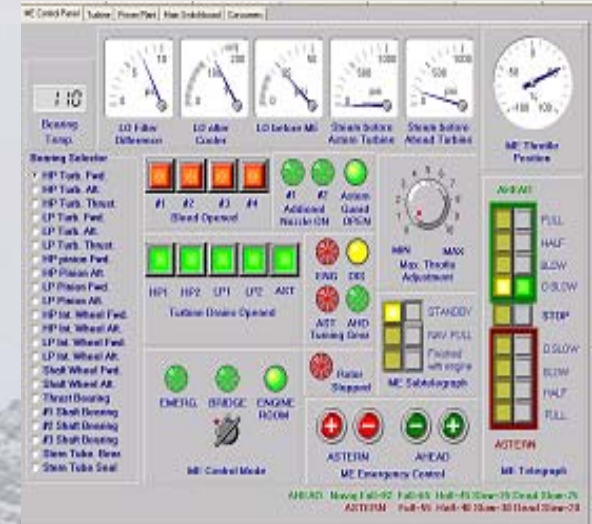 ME Control Panel Turbine Power Plant Main Switchboard Consumers
110
Bearing Temp.
LO Filter Difference
LO after Cooler
LO before ME
Steam before Astern Turbine
Steam before Ahead Turbine
ME Throttle Position
Bearing Selector
HP Turb. Fwd.
HP Turb. Aft.
HP Turb. Thrust.
LP Turb. Fwd.
LP Turb. Aft.
LP Turb. Thrust.
HP pinion Fwd.
HP Pinion Aft.
LP Pinion Fwd.
LP Pinion Aft.
HP Int. Wheel Fwd.
HP Int. Wheel Aft.
LP Int. Wheel Fwd.
LP Int. Wheel Aft.
Shaft Wheel Fwd.
Shaft Wheel Aft.
Thrust Bearing
#1 Shaft Bearing
#2 Shaft Bearing
#3 Shaft Bearing
Stern Tube
Stern Tube Seal
#1 #2 #3 #4
Bleed Opened
#1 #2
Additional Nozzle ON
Astern Guard OPEN
HP1 HP2 LP1 LP2 AST
Turbine Drains Opened
ENG DIS
AST AHD
Turning Gear
MIN MAX
Max. Throttle Adjustment
STANDBY
NAV FULL
Finished with engine
ME Subtelegraph
EMERG. BRIDGE ENGINE ROOM
ME Control Mode
Rotor Stopped
ASTERN AHEAD
ME Emergency Control
AHEAD
FULL
HALF
SLOW
D.SLOW
STOP
D.SLOW
SLOW
HALF
FULL
ASTERN
ME Telegraph